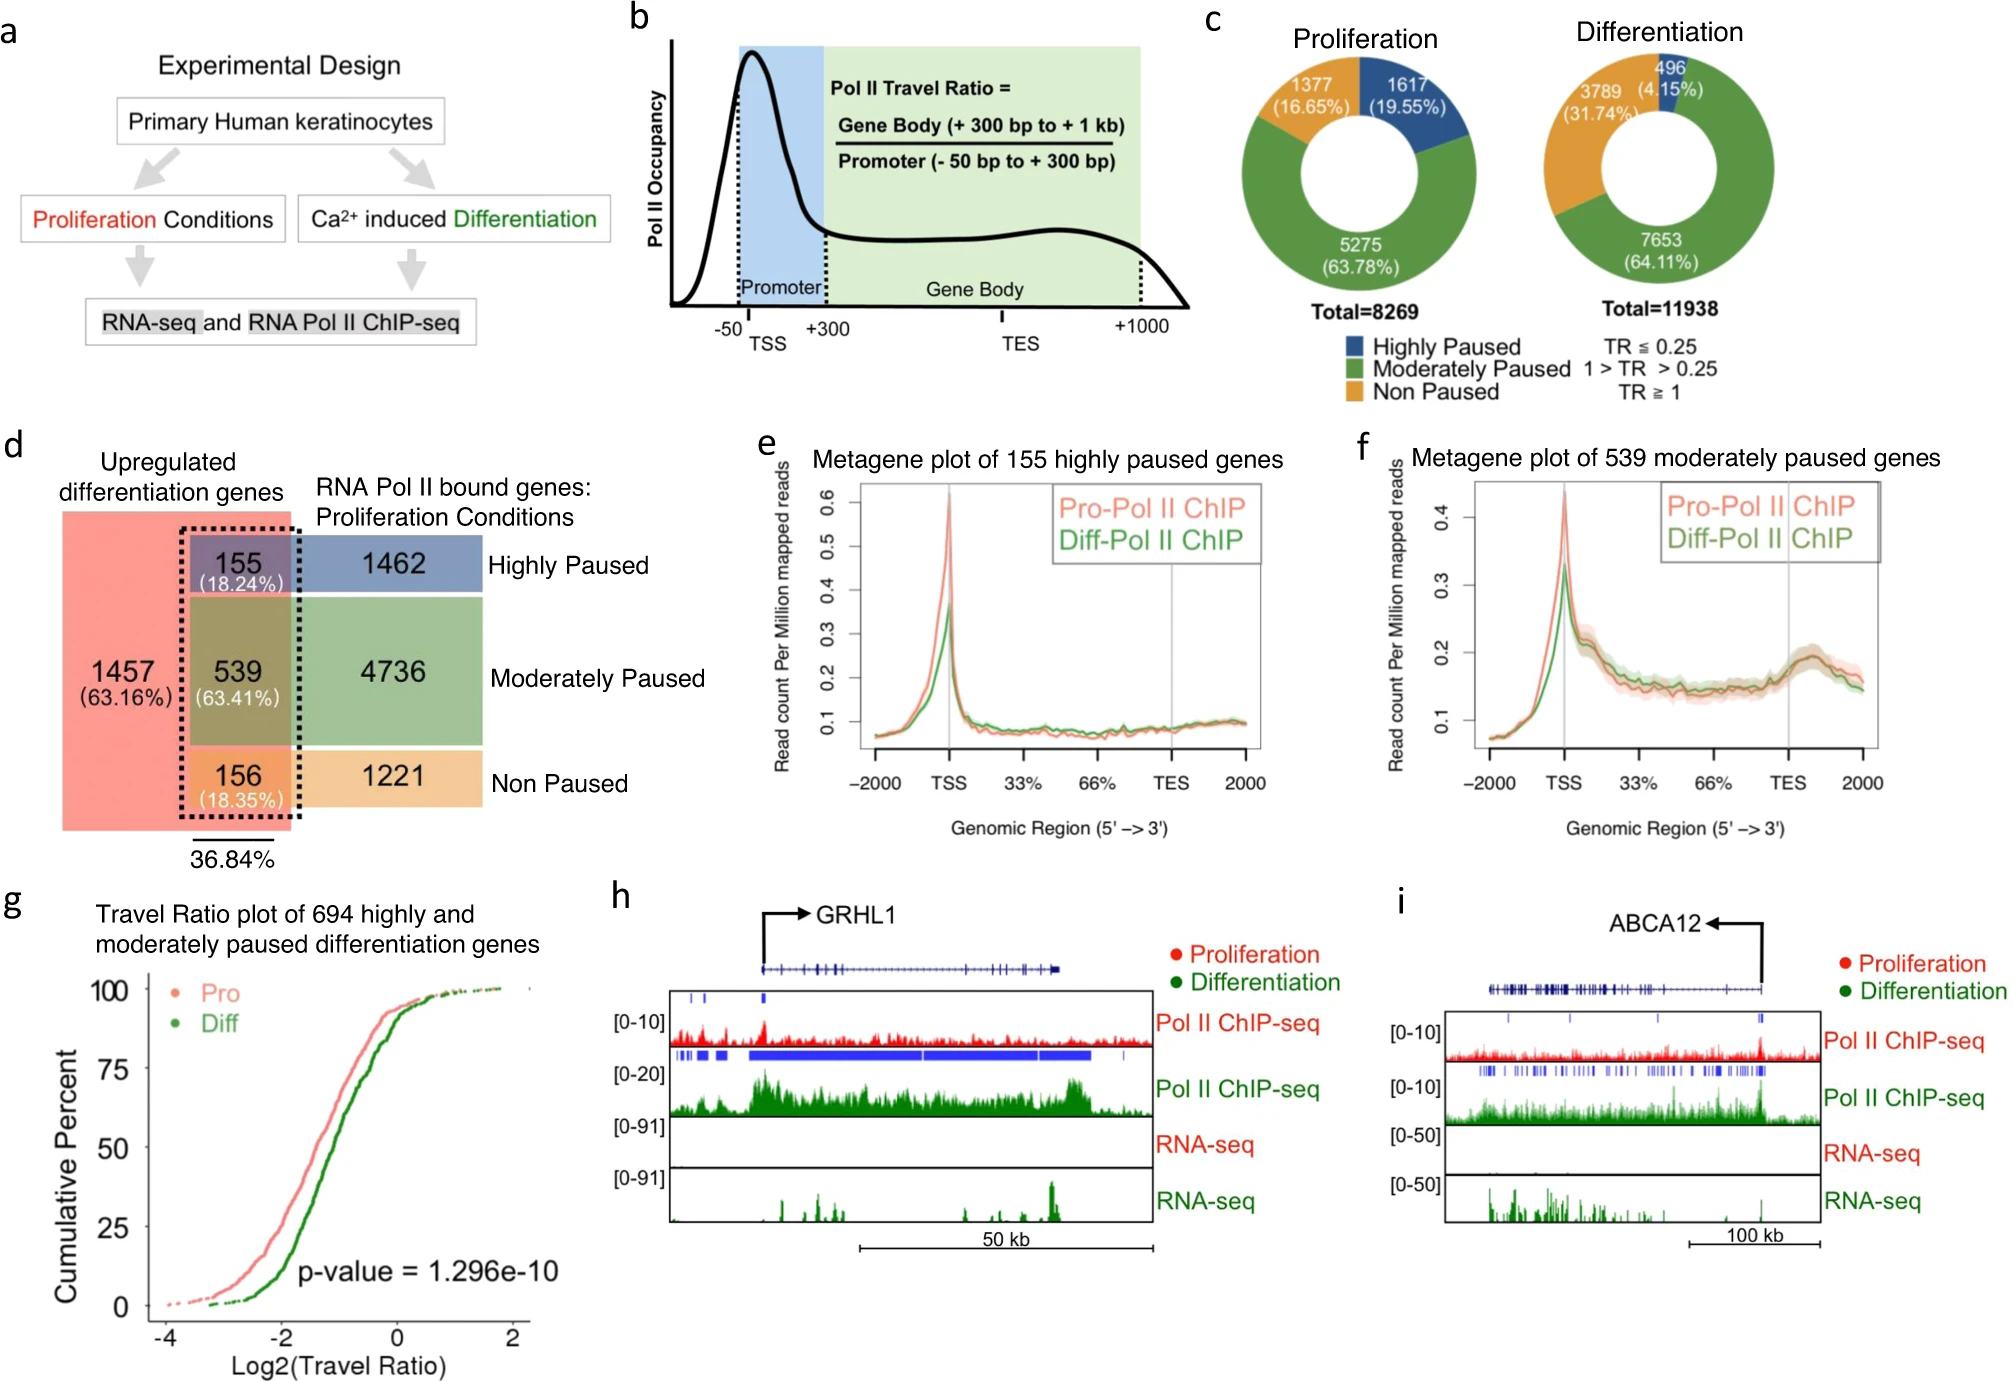 a
Experimental Design
Primary Human keratinocytes
Proliferation Conditions
Ca²⁺ induced Differentiation
RNA-seq and RNA Pol II ChIP-seq
b
Pol II Occupancy
Pol II Travel Ratio =
Gene Body (+ 300 bp to + 1 kb)
Promoter (- 50 bp to + 300 bp)
Promoter
Gene Body
-50
TSS
+300
TES
+1000
c
Proliferation
Differentiation
1377
(16.65%)
1617
(19.55%)
5275
(63.78%)
Total=8269
496
(4.15%)
3789
(31.74%)
7653
(64.11%)
Total=11938
Highly Paused TR ≦ 0.25
Moderately Paused 1 > TR > 0.25
Non Paused TR ≧ 1
d
Upregulated
differentiation genes
RNA Pol II bound genes:
Proliferation Conditions
155
(18.24%)
1462
Highly Paused
1457
(63.16%)
539
(63.41%)
4736
Moderately Paused
156
(18.35%)
1221
Non Paused
36.84%
e
Metagene plot of 155 highly paused genes
Read count Per Million mapped reads
0.6
0.5
0.4
0.3
0.2
0.1
Pro-Pol II ChIP
Diff-Pol II ChIP
−2000 TSS 33% 66% TES 2000
Genomic Region (5' −> 3')
f
Metagene plot of 539 moderately paused genes
Read count Per Million mapped reads
0.4
0.3
0.2
0.1
Pro-Pol II ChIP
Diff-Pol II ChIP
−2000 TSS 33% 66% TES 2000
Genomic Region (5' −> 3')
g
Travel Ratio plot of 694 highly and
moderately paused differentiation genes
Cumulative Percent
100
75
50
25
0
Pro
Diff
p-value = 1.296e-10
-4 -2 0 2
Log2(Travel Ratio)
h
GRHL1
Proliferation
Differentiation
[0-10]
Pol II ChIP-seq
[0-20]
Pol II ChIP-seq
[0-91]
RNA-seq
[0-91]
RNA-seq
50 kb
i
ABCA12
Proliferation
Differentiation
[0-10]
Pol II ChIP-seq
[0-10]
Pol II ChIP-seq
[0-50]
RNA-seq
[0-50]
RNA-seq
100 kb